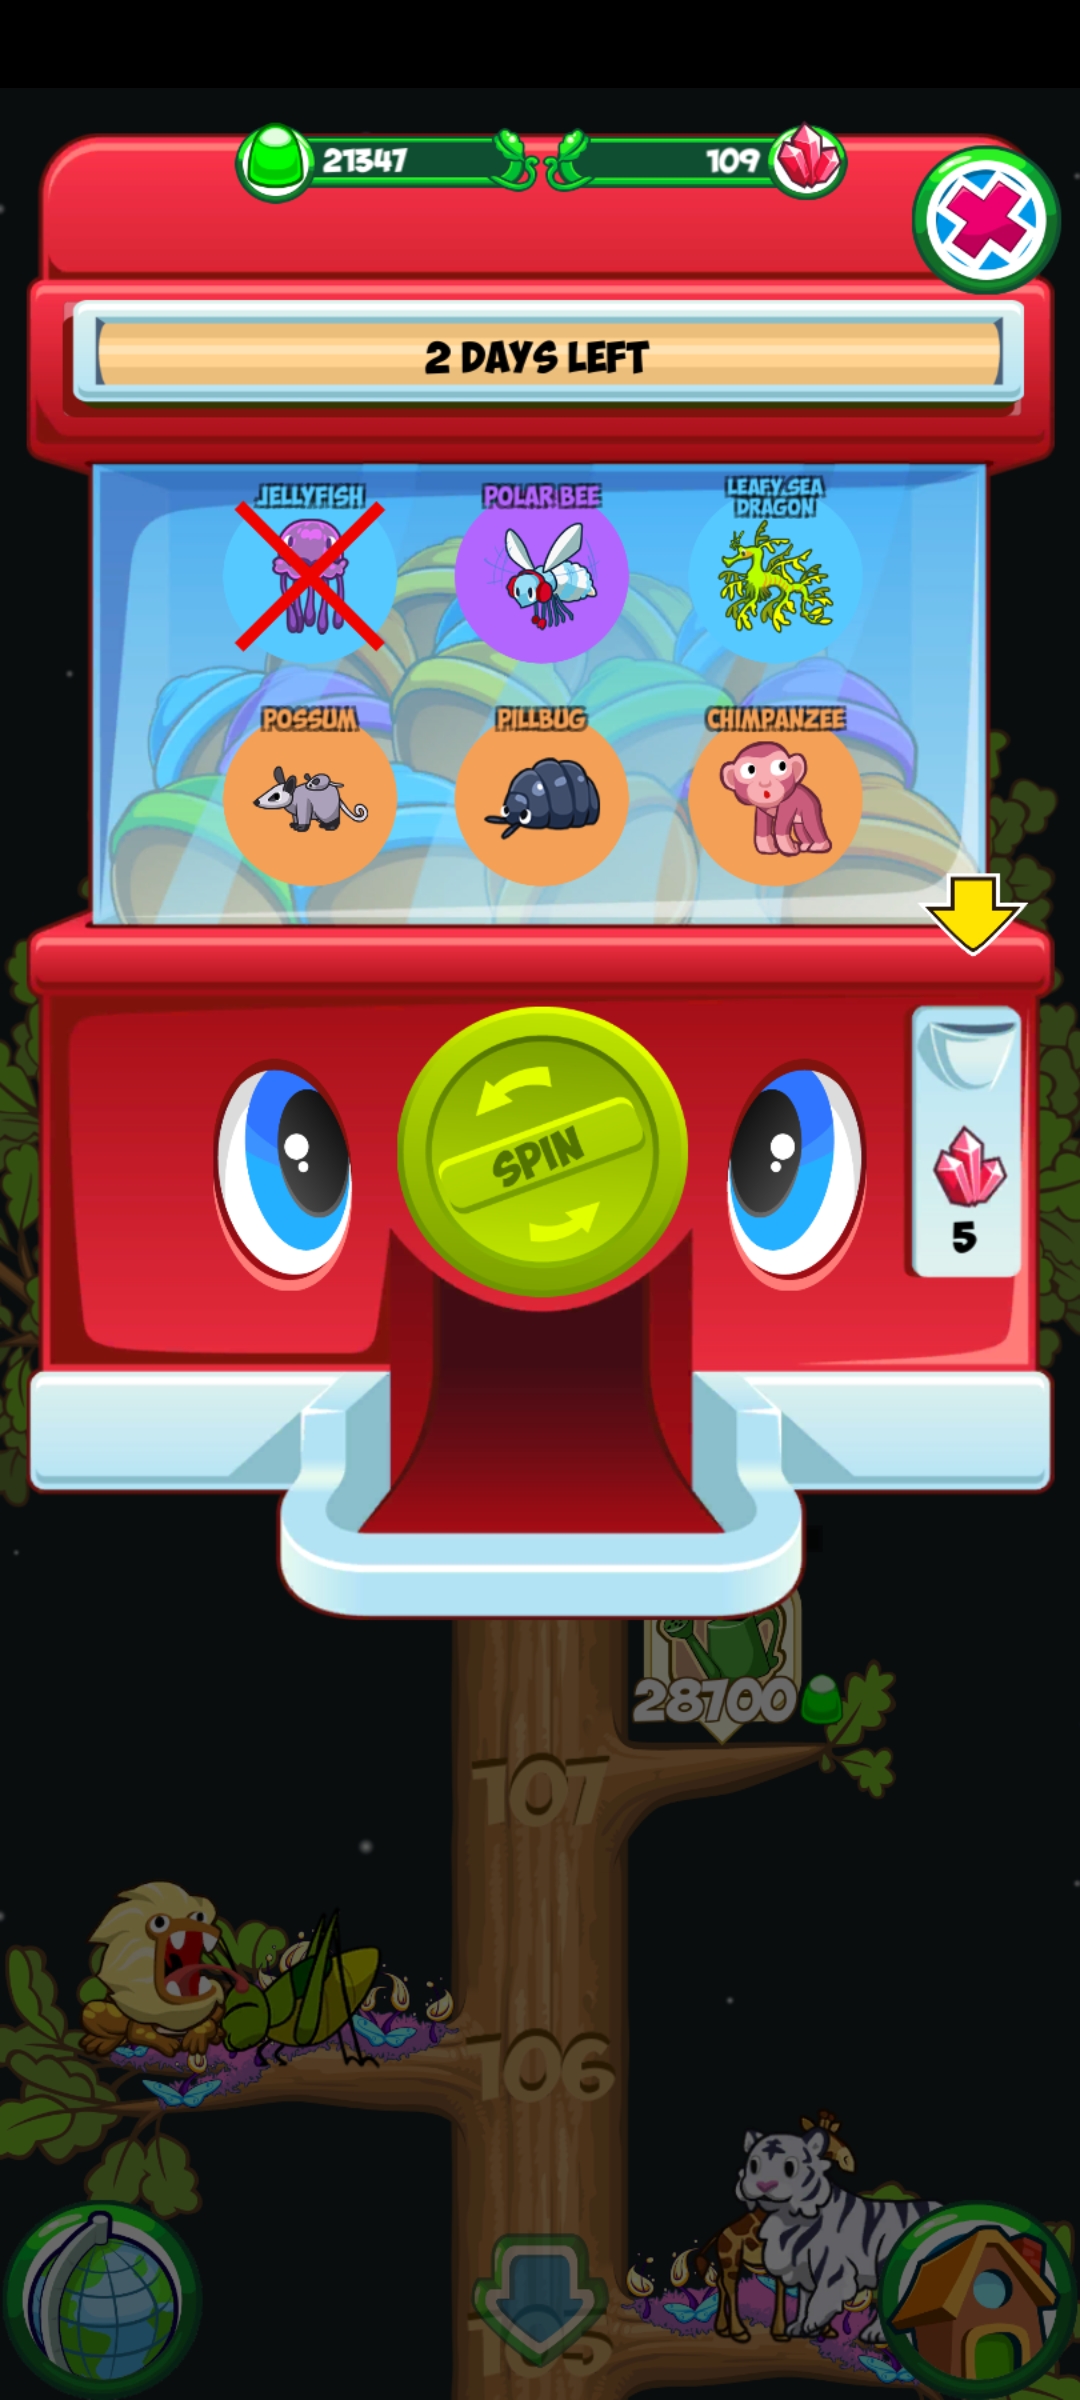 21347
109
2 DAYS LEFT
JELLYFISH
POLAR BEE
LEAFY SEA
DRAGON
POSSUM
PILLBUG
CHIMPANZEE
SPIN
5
28700
107
106
105